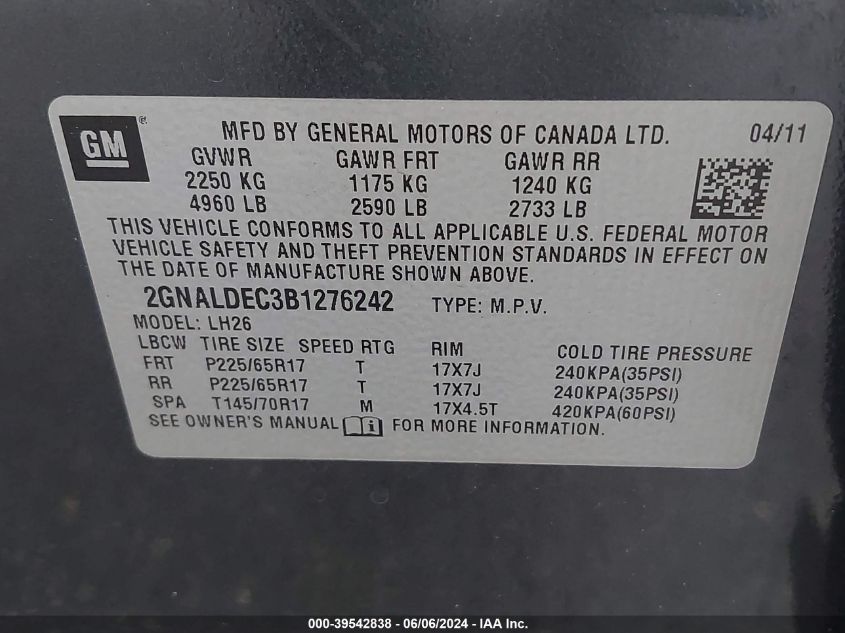 GM ® MFD BY GENERAL MOTORS OF CANADA LTD. 04/11
GVWR GAWR FRT GAWR RR
2250 KG 1175 KG 1240 KG
4960 LB 2590 LB 2733 LB
THIS VEHICLE CONFORMS TO ALL APPLICABLE U.S. FEDERAL MOTOR
VEHICLE SAFETY AND THEFT PREVENTION STANDARDS IN EFFECT ON
THE DATE OF MANUFACTURE SHOWN ABOVE.
2GNALDEC3B1276242 TYPE: M.P.V.
MODEL: LH26
LBCW TIRE SIZE SPEED RTG RIM COLD TIRE PRESSURE
FRT P225/65R17 T 17X7J 240KPA(35PSI)
RR P225/65R17 T 17X7J 240KPA(35PSI)
SPA T145/70R17 M 17X4.5T 420KPA(60PSI)
SEE OWNER'S MANUAL i FOR MORE INFORMATION.
000-39542838 - 06/06/2024 - IAA Inc.